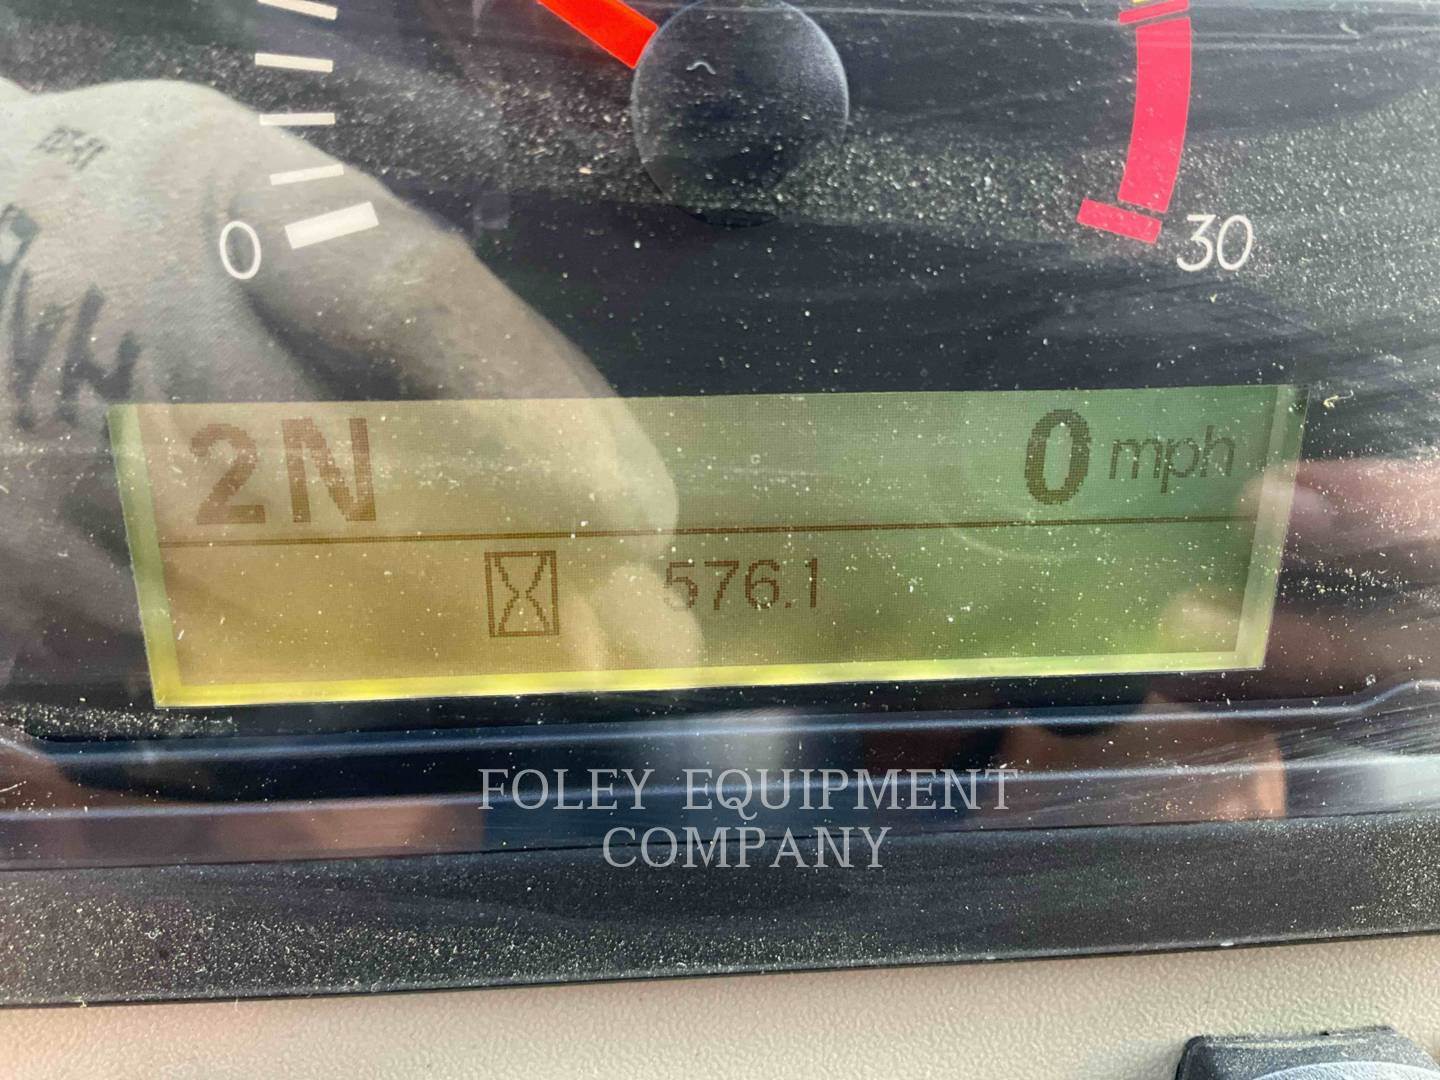 0
30
2N 0 mph
576.1
FOLEY EQUIPMENT
COMPANY